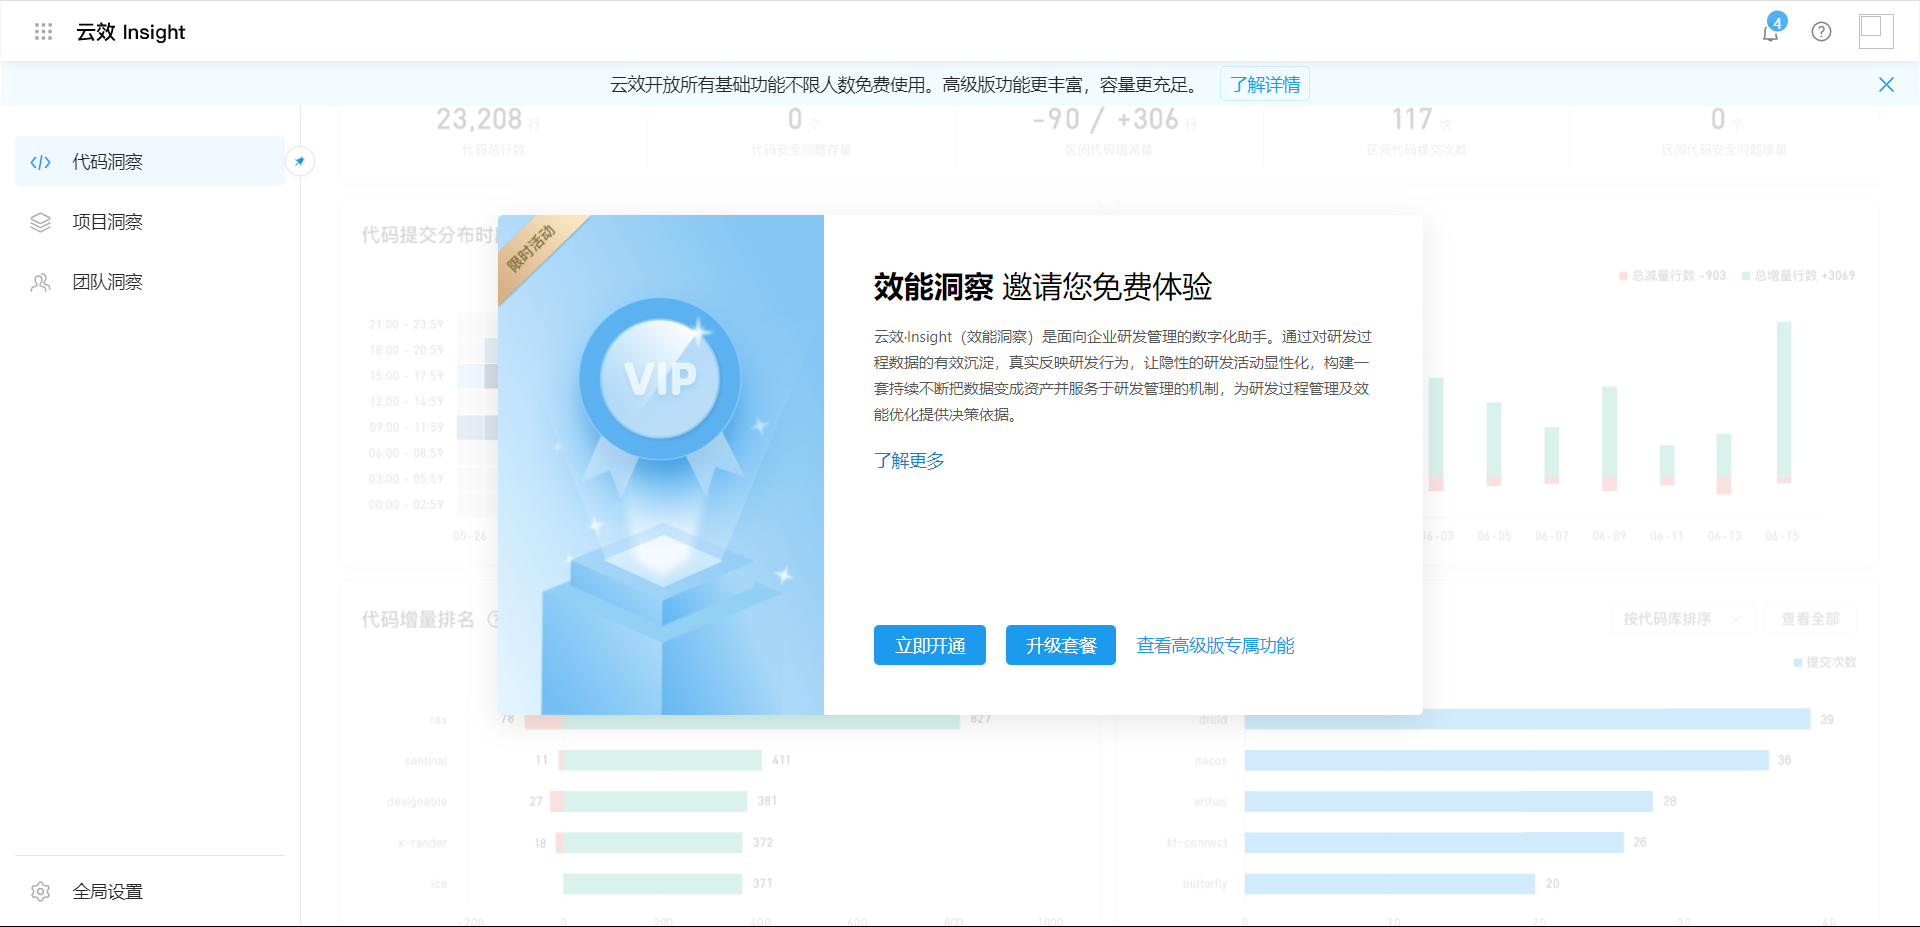 云效 Insight
4
云效开放所有基础功能不限人数免费使用。高级版功能更丰富，容量更充足。 了解详情
代码洞察
项目洞察
团队洞察
全局设置
23,208 行
代码总行数
0 个
代码安全问题存量
-90 / +306 行
区间代码增减量
117 次
区间代码提交次数
0 个
区间代码安全问题增量
代码提交分布时
21:00 - 23:59
18:00 - 20:59
15:00 - 17:59
12:00 - 14:59
09:00 - 11:59
06:00 - 08:59
03:00 - 05:59
00:00 - 02:59
05-26
总减量行数 -903 总增量行数 +3069
06-03 06-05 06-07 06-09 06-11 06-13 06-15
限时活动
VIP
效能洞察 邀请您免费体验
云效·Insight（效能洞察）是面向企业研发管理的数字化助手。通过对研发过
程数据的有效沉淀，真实反映研发行为，让隐性的研发活动显性化，构建一
套持续不断把数据变成资产并服务于研发管理的机制，为研发过程管理及效
能优化提供决策依据。
了解更多
立即开通 升级套餐 查看高级版专属功能
代码增量排名
rax 78 827
sentinal 11 411
designable 27 381
x-rander 18 372
ice 371
-200 0 200 400 600 800 1000
按代码库排序 查看全部
提交次数
druid 39
nacos 36
arthas 28
kt-connect 26
butterfly 20
0 10 20 30 40